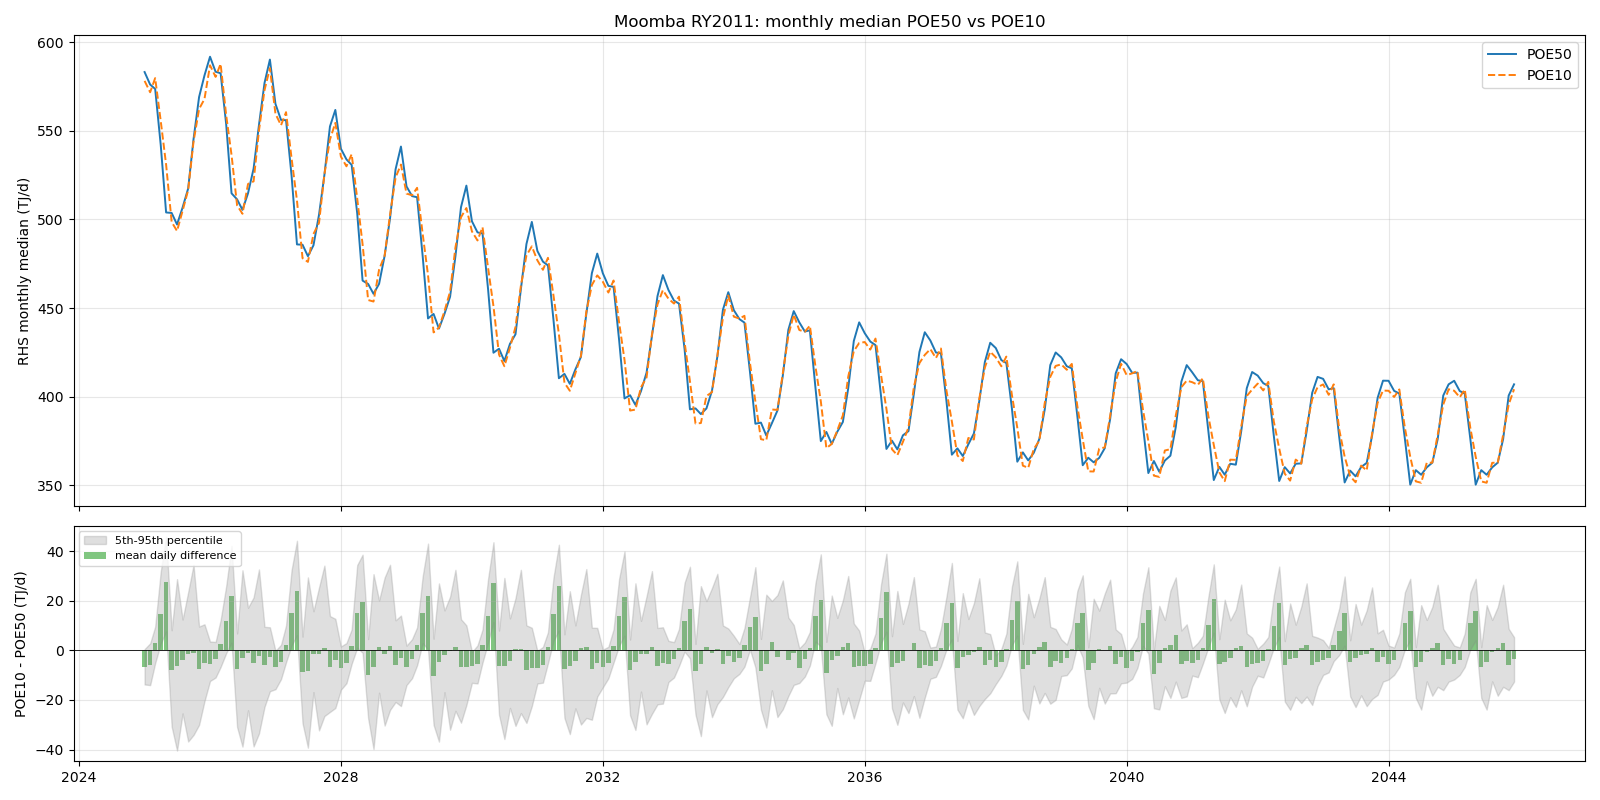 Moomba RY2011: monthly median POE50 vs POE10
RHS monthly median (TJ/d)
600
550
500
450
400
350
POE50
POE10
POE10 - POE50 (TJ/d)
40
20
0
−20
−40
5th-95th percentile
mean daily difference
2024
2028
2032
2036
2040
2044